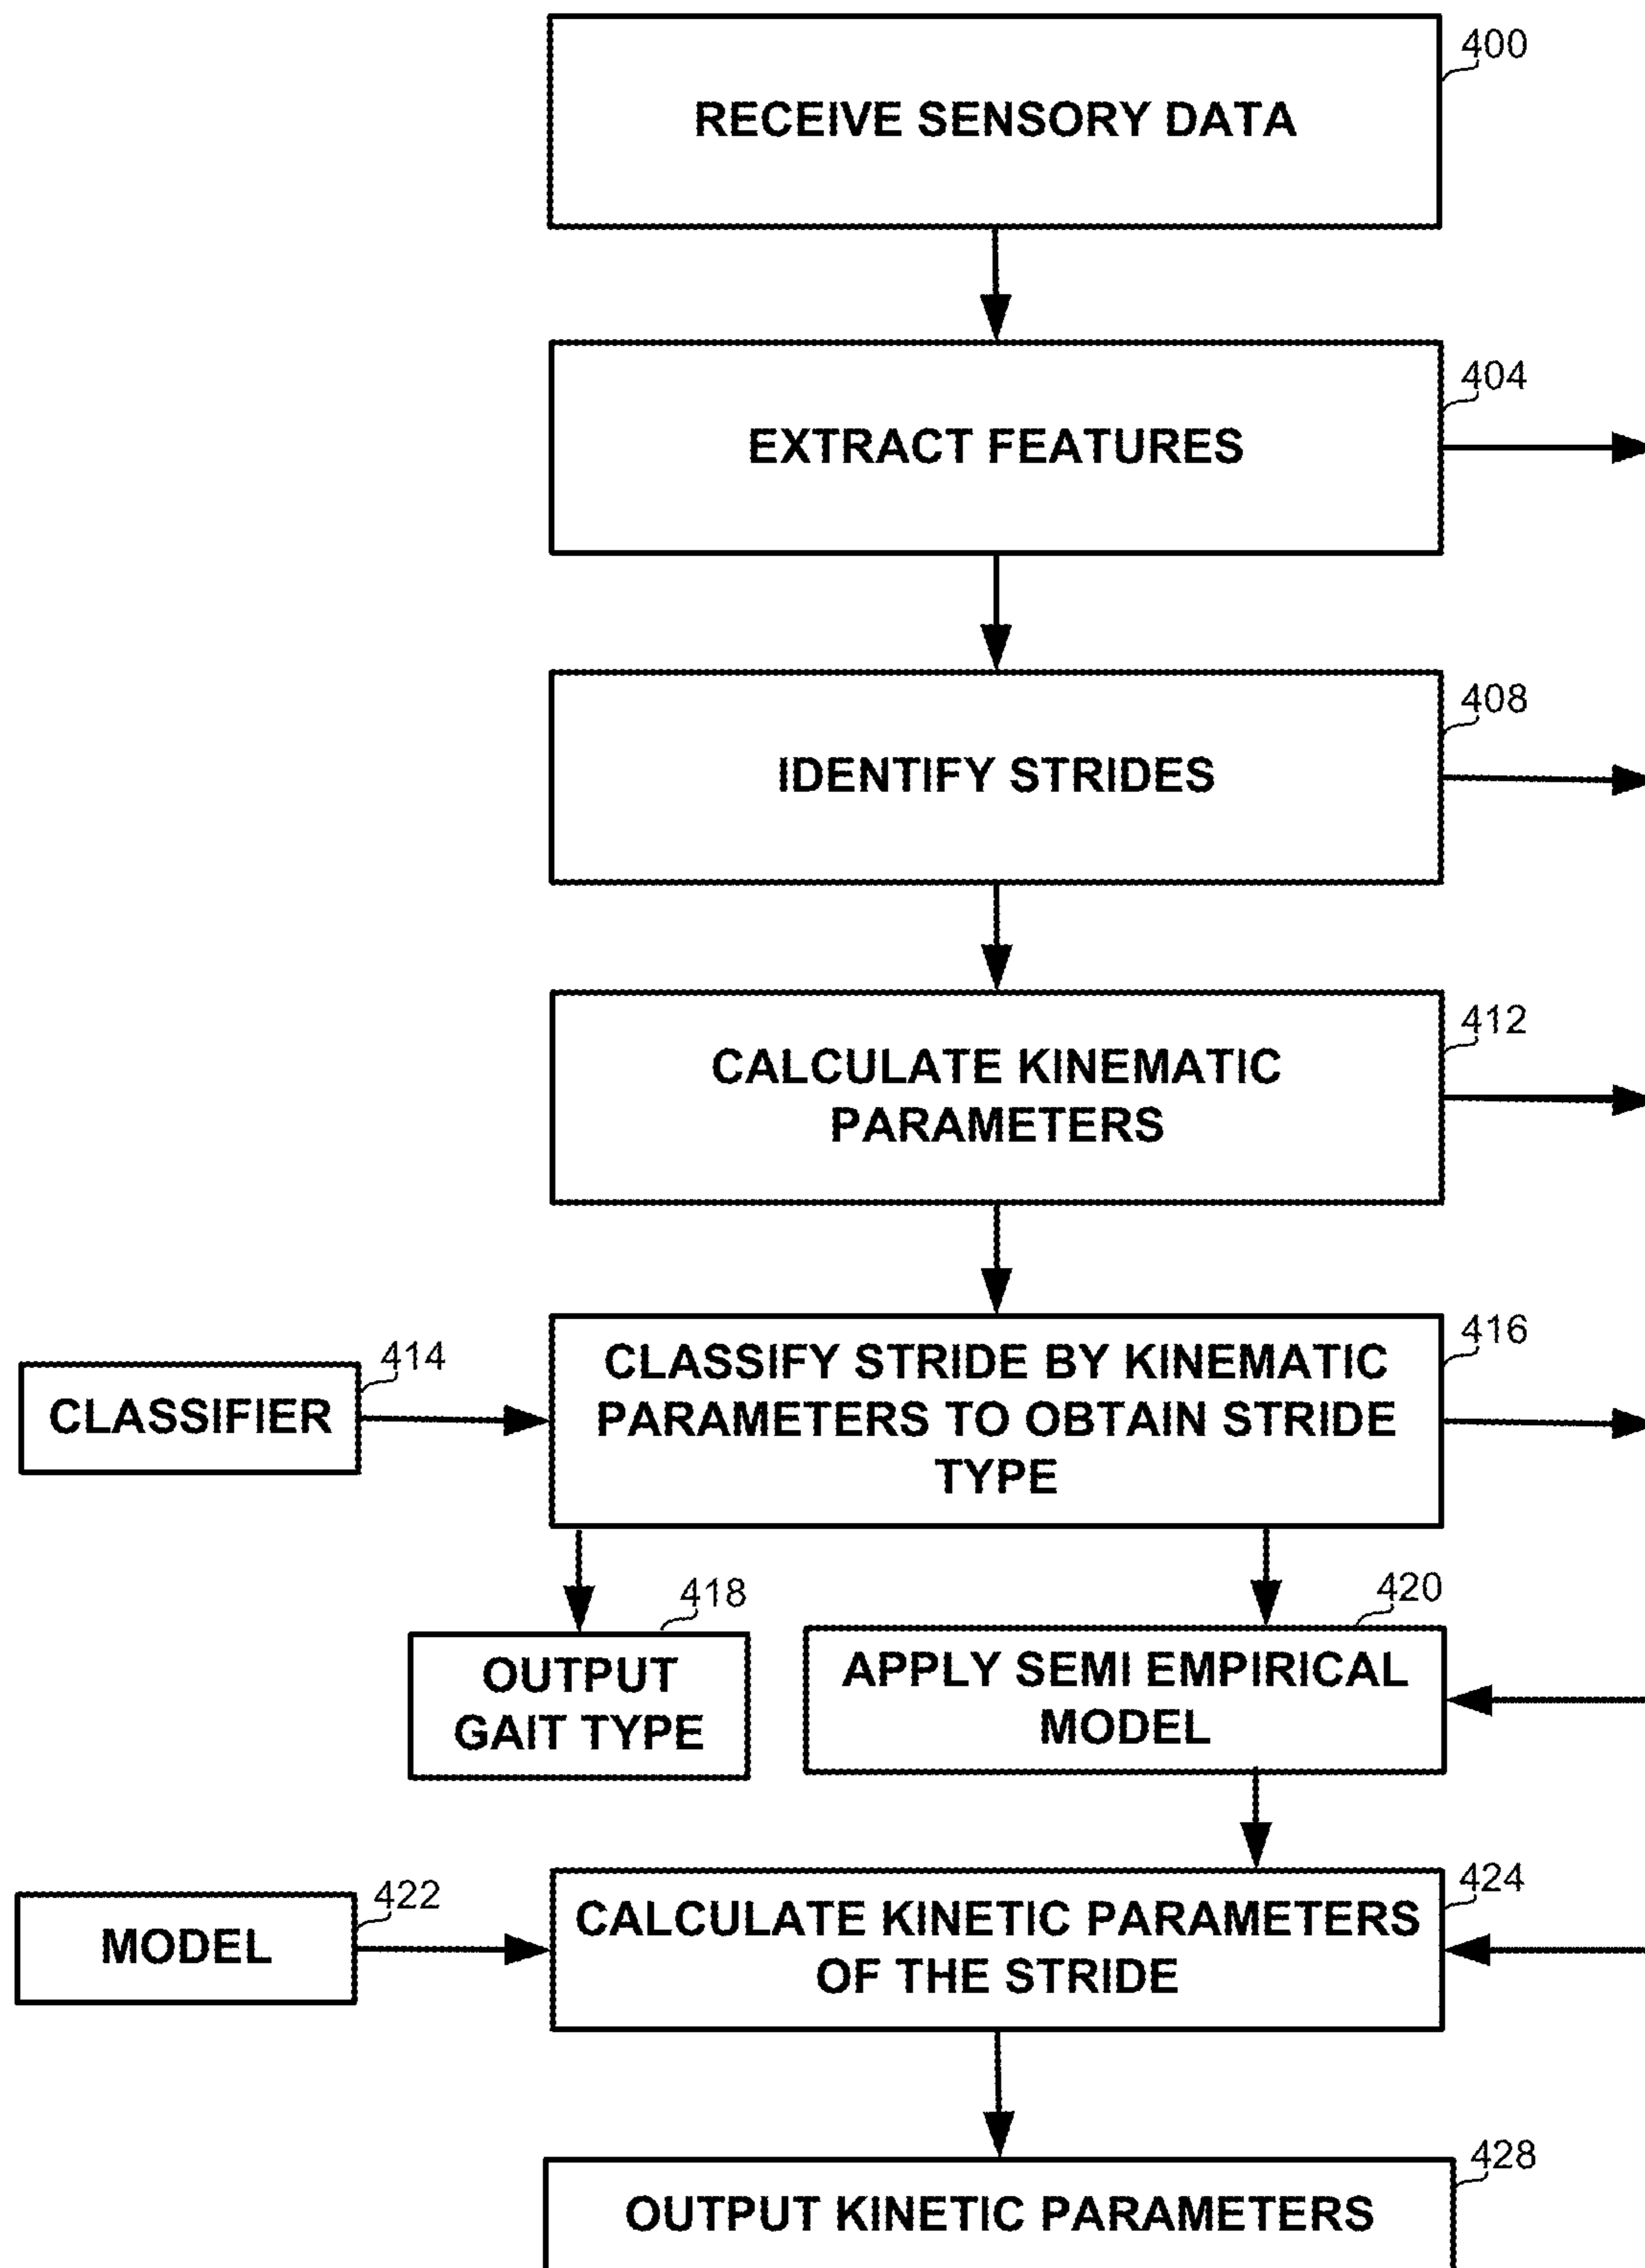 400
RECEIVE SENSORY DATA
404
EXTRACT FEATURES
408
IDENTIFY STRIDES
412
CALCULATE KINEMATIC
PARAMETERS
414
CLASSIFIER
416
CLASSIFY STRIDE BY KINEMATIC
PARAMETERS TO OBTAIN STRIDE
TYPE
418
OUTPUT
GAIT TYPE
420
APPLY SEMI EMPIRICAL
MODEL
422
MODEL
424
CALCULATE KINETIC PARAMETERS
OF THE STRIDE
428
OUTPUT KINETIC PARAMETERS